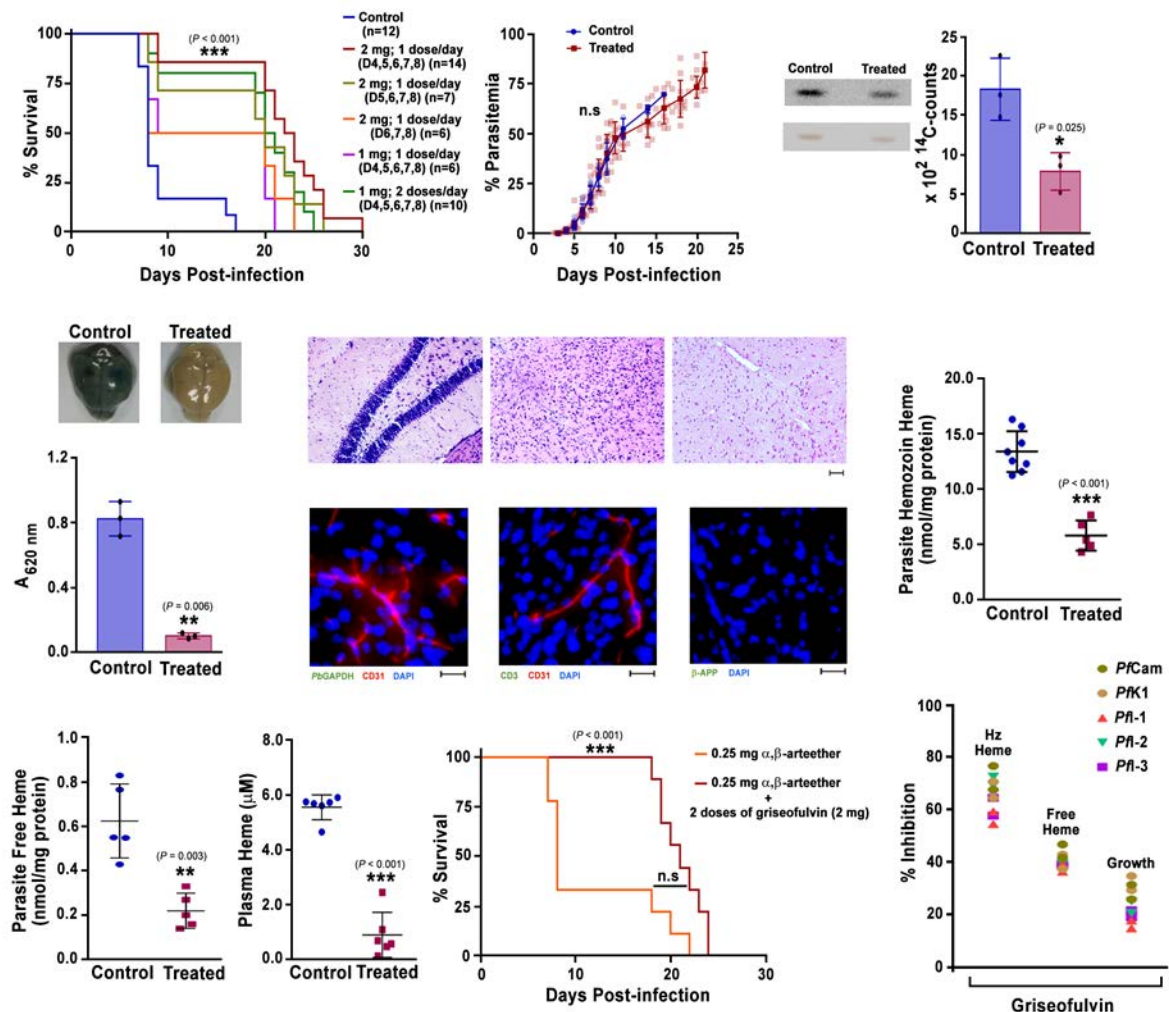 100
75
50
25
0
% Survival
0
10
20
30
Days Post-infection
(P < 0.001)
***
Control
(n=12)
2 mg; 1 dose/day
(D4,5,6,7,8) (n=14)
2 mg; 1 dose/day
(D5,6,7,8) (n=7)
2 mg; 1 dose/day
(D6,7,8) (n=6)
1 mg; 1 dose/day
(D4,5,6,7,8) (n=6)
1 mg; 2 doses/day
(D4,5,6,7,8) (n=10)
100
75
50
25
0
% Parasitemia
Control
Treated
n.s
0
5
10
15
20
25
Days Post-infection
Control
Treated
25
20
15
10
5
0
x 10² ¹⁴C-counts
(P = 0.025)
*
Control
Treated
Control
Treated
1.2
0.8
0.4
0.0
A620 nm
(P = 0.006)
**
Control
Treated
PbGAPDH CD31 DAPI
CD3 CD31 DAPI
β-APP DAPI
20.0
15.0
10.0
5.0
0.0
Parasite Hemozoin Heme
(nmol/mg protein)
(P < 0.001)
***
Control
Treated
1.0
0.8
0.6
0.4
0.2
0.0
Parasite Free Heme
(nmol/mg protein)
(P = 0.003)
**
Control
Treated
6.0
4.0
2.0
0.0
Plasma Heme (μM)
(P < 0.001)
***
Control
Treated
100
75
50
25
0
% Survival
(P < 0.001)
***
n.s
0
10
20
30
Days Post-infection
0.25 mg α,β-arteether
0.25 mg α,β-arteether
+
2 doses of griseofulvin (2 mg)
PfCam
PfK1
PfI-1
PfI-2
PfI-3
100
80
60
40
20
0
% Inhibition
Hz
Heme
Free
Heme
Growth
Griseofulvin